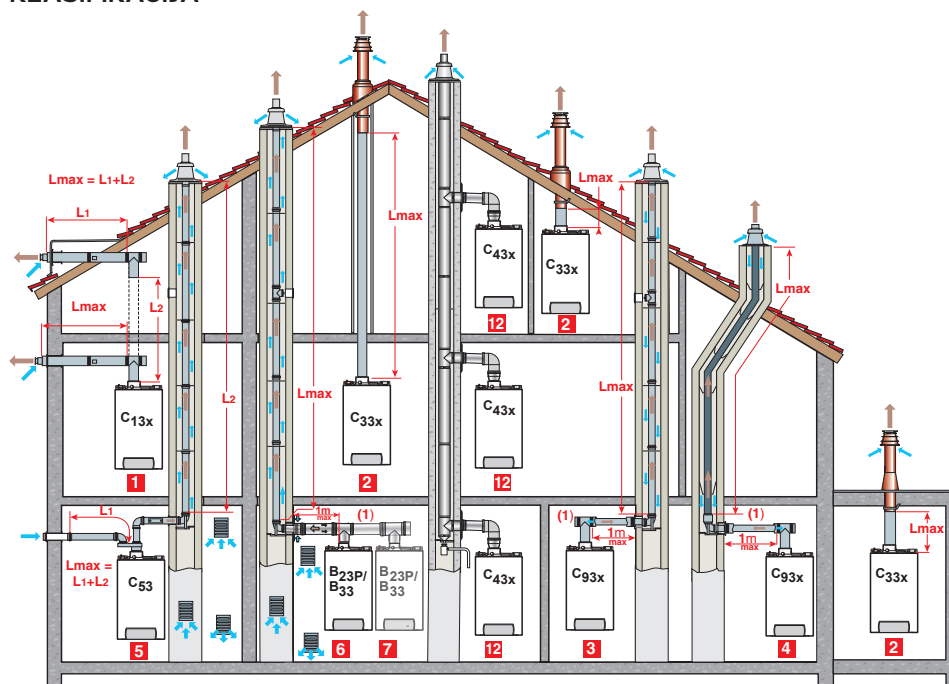 KLASIFIKACIJA
Lmax = L1+L2
L1
Lmax
Lmax
C43x
C33x
12
2
Lmax
L2
Lmax
L2
Lmax
Lmax
C13x
1
C33x
2
C43x
12
L1
1m
max
(1)
(1)
1m
max
(1)
1m
max
Lmax
Lmax =
L1+L2
C53
5
B23P/
B33
6
B23P/
B33
7
C43x
12
C93x
3
C93x
4
C33x
2